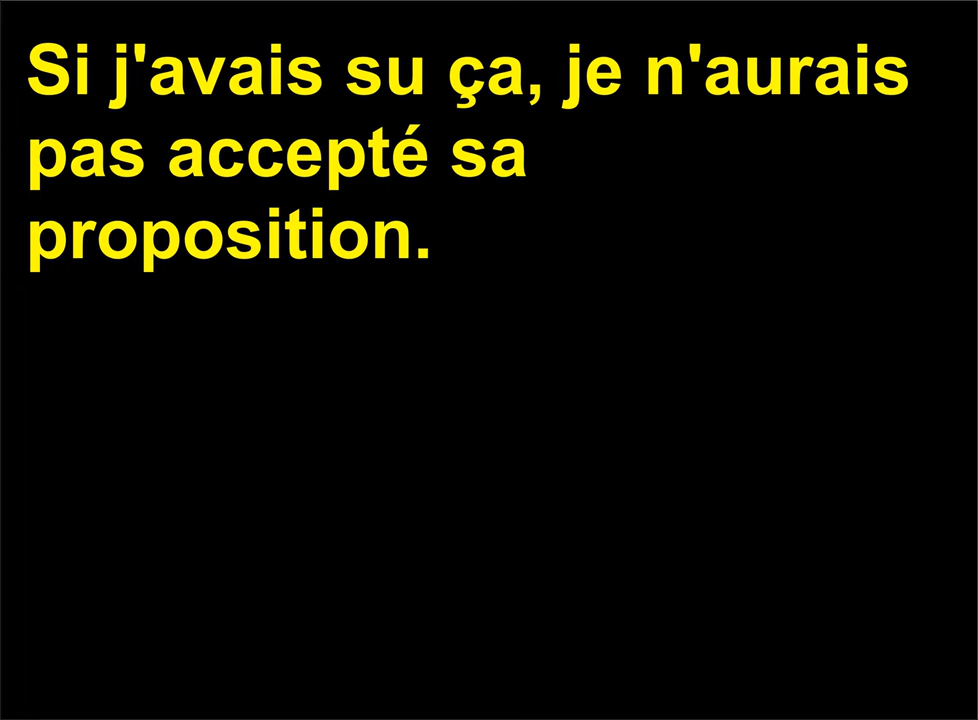 Si j'avais su ça, je n'aurais
pas accepté sa
proposition.